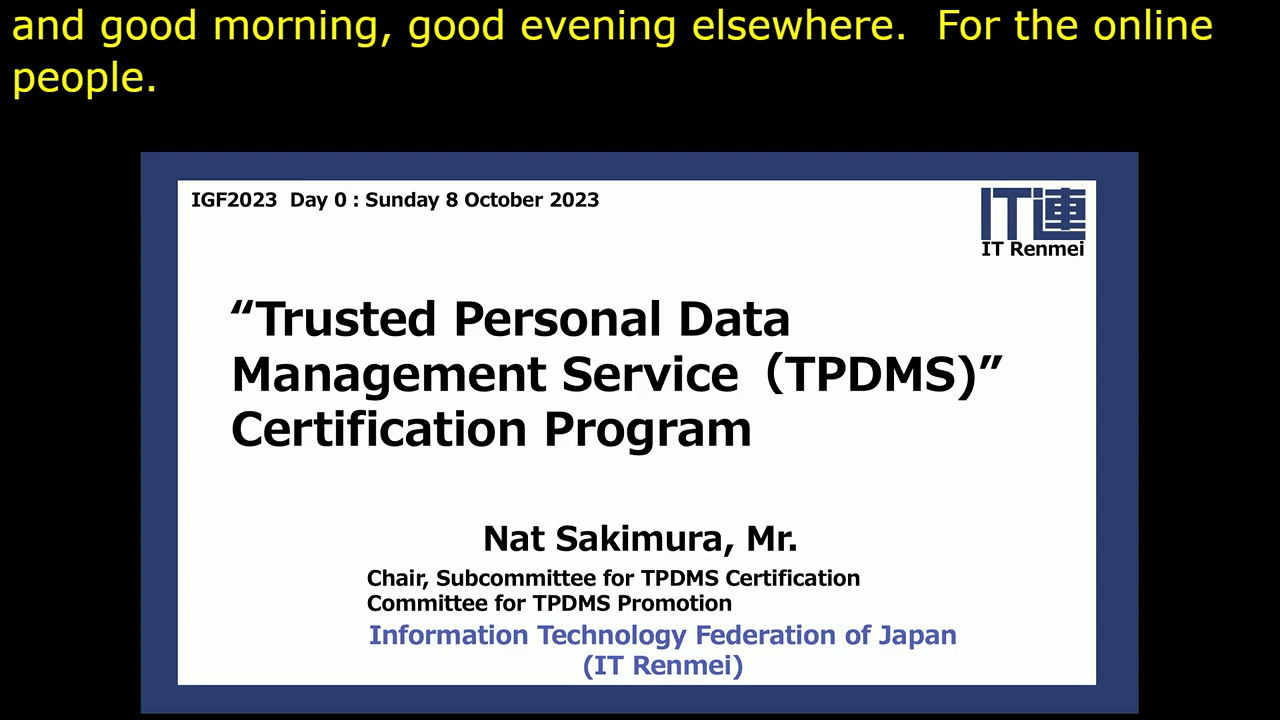 and good morning, good evening elsewhere.  For the online
people.
IGF2023  Day 0 : Sunday 8 October 2023
IT連
IT Renmei
“Trusted Personal Data
Management Service（TPDMS)”
Certification Program
Nat Sakimura, Mr.
Chair, Subcommittee for TPDMS Certification
Committee for TPDMS Promotion
Information Technology Federation of Japan
(IT Renmei)